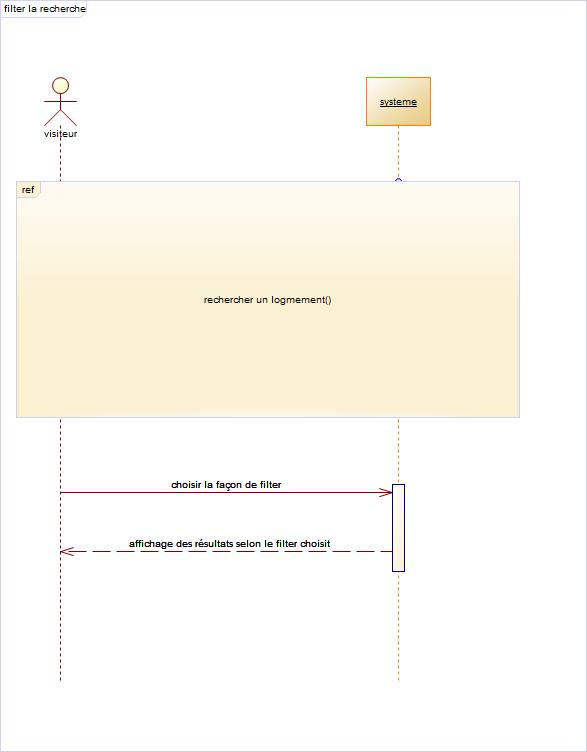 filter la recherche
visiteur
systeme
ref
rechercher un logmement()
choisir la façon de filter
affichage des résultats selon le filter choisit